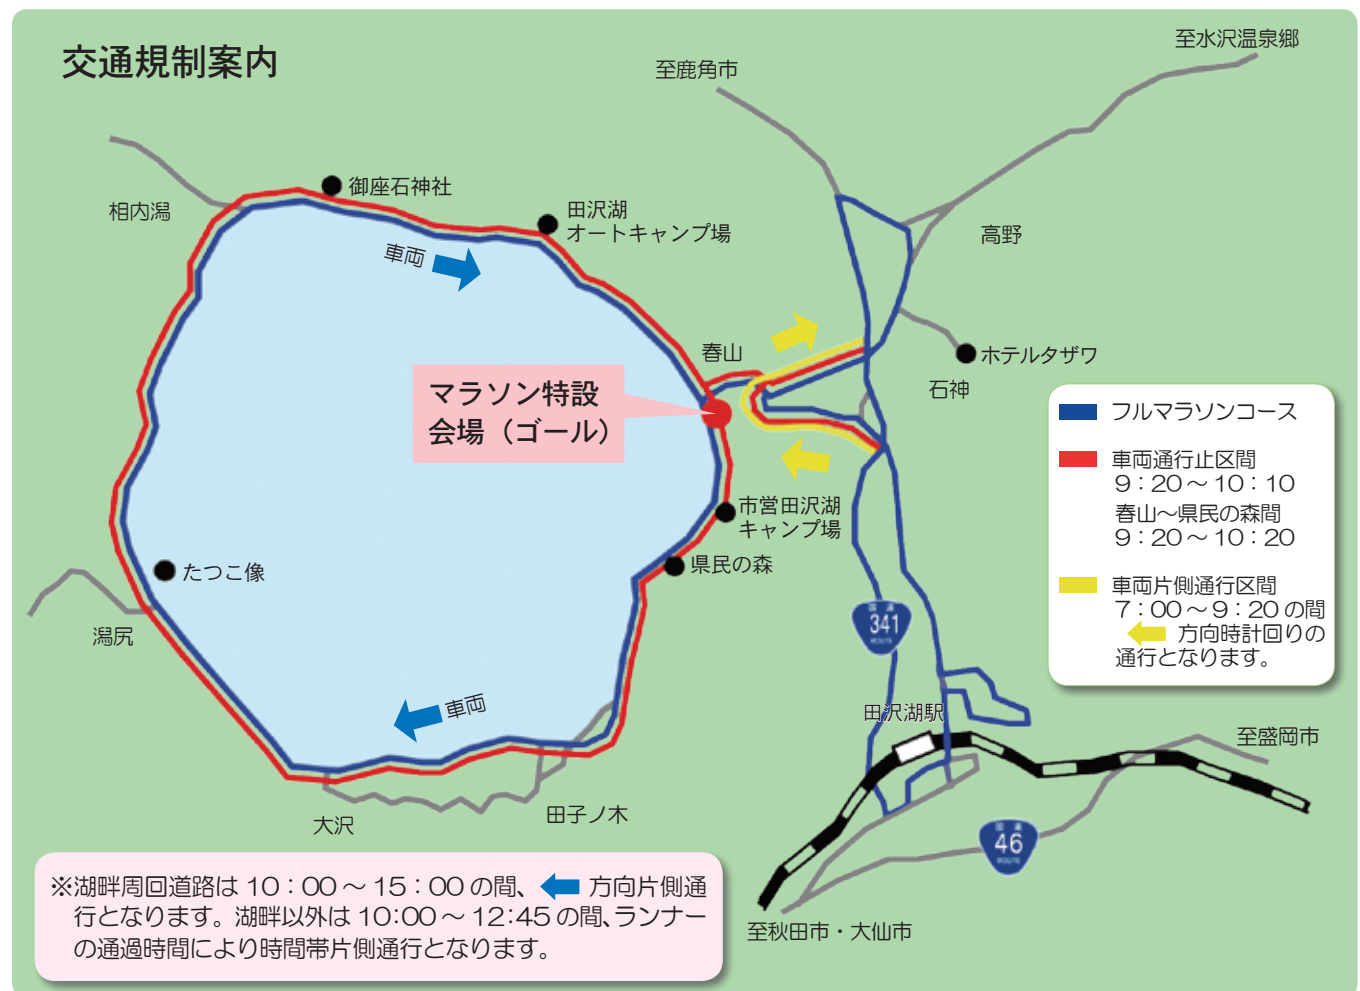 交通規制案内
至水沢温泉郷
至鹿角市
御座石神社
相内潟
田沢湖
オートキャンプ場
高野
車両
春山
ホテルタザワ
石神
マラソン特設
会場（ゴール）
フルマラソンコース
車両通行止区間
9：20～10：10
春山～県民の森間
9：20～10：20
車両片側通行区間
7：00～9：20の間
方向時計回りの
通行となります。
市営田沢湖
キャンプ場
県民の森
たつこ像
潟尻
国道
341
ROUTE
車両
田沢湖駅
至盛岡市
田子ノ木
大沢
国道
46
ROUTE
至秋田市・大仙市
※湖畔周回道路は10：00～15：00の間、方向片側通
行となります。湖畔以外は10:00～12:45の間、ランナー
の通過時間により時間帯片側通行となります。